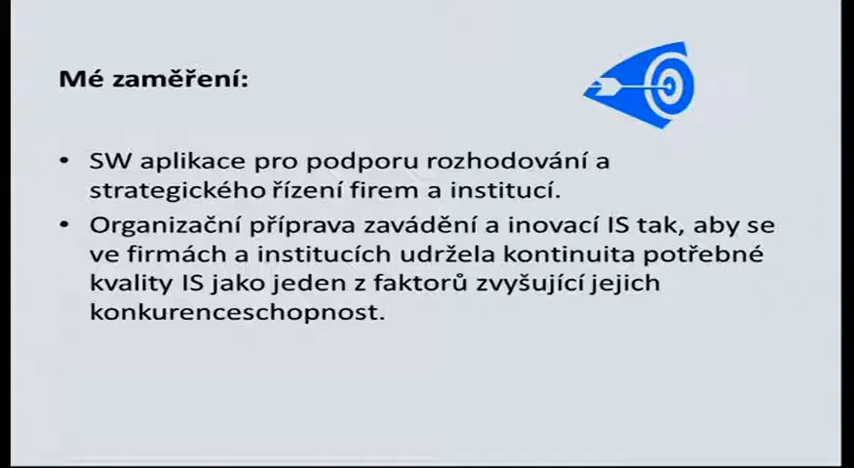 Mé zaměření:
• SW aplikace pro podporu rozhodování a
strategického řízení firem a institucí.
• Organizační příprava zavádění a inovací IS tak, aby se
ve firmách a institucích udržela kontinuita potřebné
kvality IS jako jeden z faktorů zvyšující jejich
konkurenceschopnost.